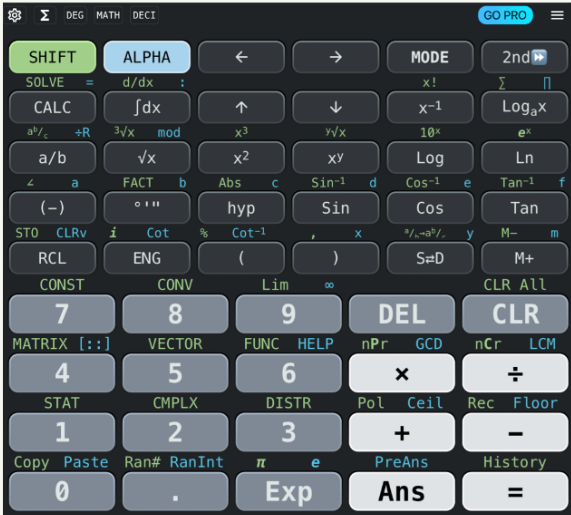 Σ DEG MATH DECI GO PRO
SHIFT ALPHA ← → MODE 2nd⏩
SOLVE = d/dx : x! ∑ ∏
CALC ∫dx ↑ ↓ x⁻¹ Logₐx
aᵇ/꜀ ÷R ³√x mod x³ ʸ√x 10ˣ eˣ
a/b √x x² xʸ Log Ln
∠ a FACT b Abs c Sin⁻¹ d Cos⁻¹ e Tan⁻¹ f
(−) °'" hyp Sin Cos Tan
STO CLRv i Cot % Cot⁻¹ , x y M− m
RCL ENG ( ) S⇄D M+
CONST CONV Lim ∞ CLR All
7 8 9 DEL CLR
MATRIX [::] VECTOR FUNC HELP nPr GCD nCr LCM
4 5 6 × ÷
STAT CMPLX DISTR Pol Ceil Rec Floor
1 2 3 + −
Copy Paste Ran# RanInt π e PreAns History
0 . Exp Ans =